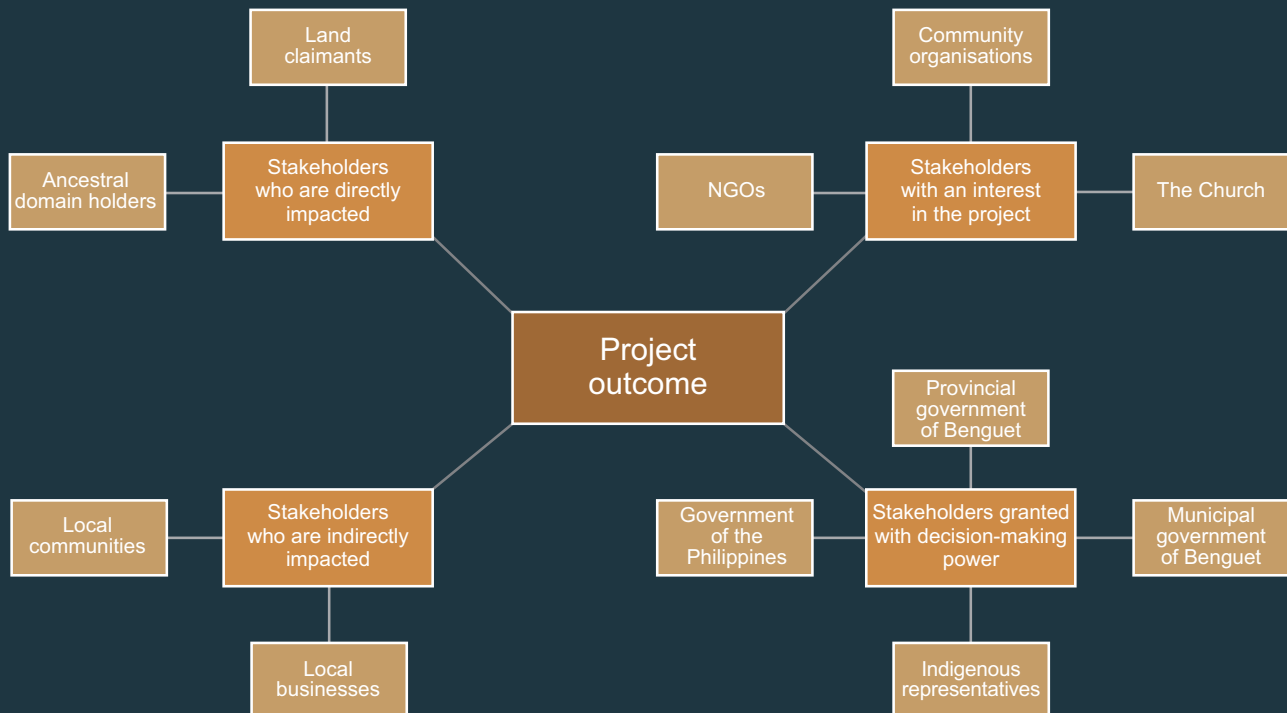 Land
claimants
Community
organisations
Ancestral
domain holders
Stakeholders
who are directly
impacted
NGOs
Stakeholders
with an interest
in the project
The Church
Project
outcome
Provincial
government
of Benguet
Local
communities
Stakeholders
who are indirectly
impacted
Government
of the
Philippines
Stakeholders granted
with decision-making
power
Municipal
government
of Benguet
Local
businesses
Indigenous
representatives